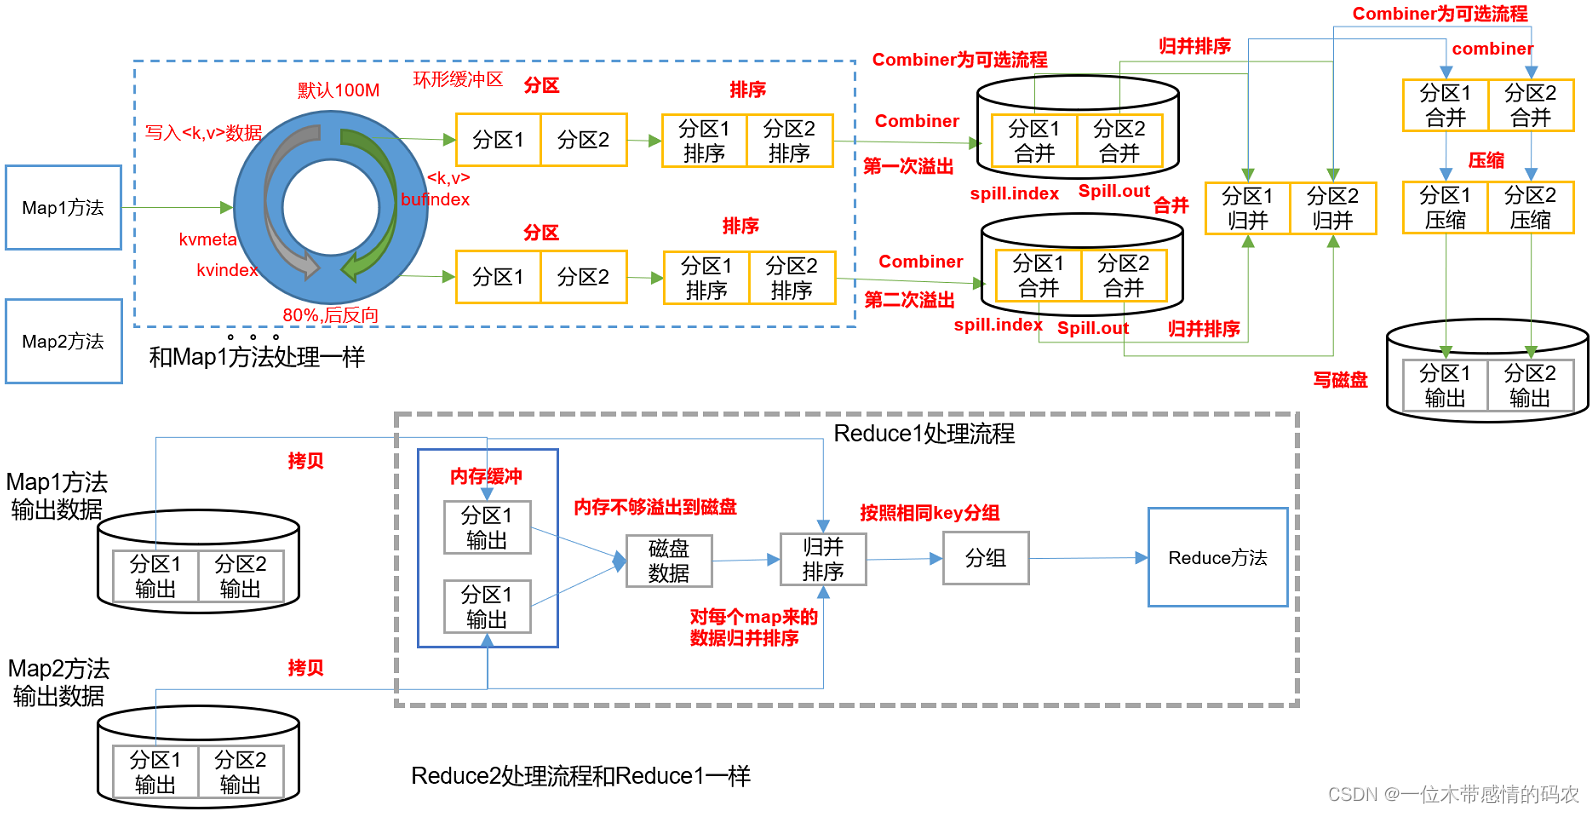 Combiner为可选流程
归并排序
combiner
Combiner为可选流程
默认100M
环形缓冲区
分区
排序
写入<k,v>数据
分区1
分区2
分区1
排序
分区2
排序
Combiner
第一次溢出
分区1
合并
分区2
合并
spill.index
Spill.out
分区1
合并
分区2
合并
压缩
Map1方法
<k,v>
bufindex
kvmeta
kvindex
80%,后反向
分区
排序
分区1
分区2
分区1
排序
分区2
排序
Combiner
第二次溢出
合并
分区1
合并
分区2
合并
spill.index
Spill.out
归并排序
分区1
归并
分区2
归并
分区1
压缩
分区2
压缩
写磁盘
分区1
输出
分区2
输出
Map2方法
。。。
和Map1方法处理一样
Reduce1处理流程
Map1方法
输出数据
拷贝
分区1
输出
分区2
输出
内存缓冲
分区1
输出
分区1
输出
内存不够溢出到磁盘
磁盘
数据
归并
排序
对每个map来的
数据归并排序
按照相同key分组
分组
Reduce方法
Map2方法
输出数据
拷贝
分区1
输出
分区2
输出
Reduce2处理流程和Reduce1一样
CSDN @一位木带感情的码农